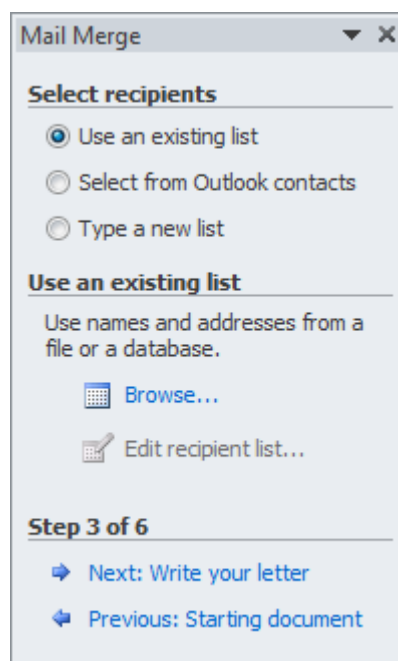 Mail Merge
Select recipients
Use an existing list
Select from Outlook contacts
Type a new list
Use an existing list
Use names and addresses from a
file or a database.
Browse...
Edit recipient list...
Step 3 of 6
Next: Write your letter
Previous: Starting document